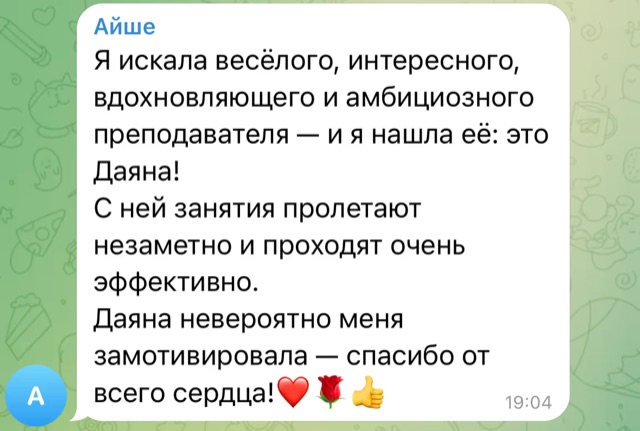 Айше
Я искала весёлого, интересного,
вдохновляющего и амбициозного
преподавателя — и я нашла её: это
Даяна!
С ней занятия пролетают
незаметно и проходят очень
эффективно.
Даяна невероятно меня
замотивировала — спасибо от
всего сердца!❤️🌹👍
19:04
А